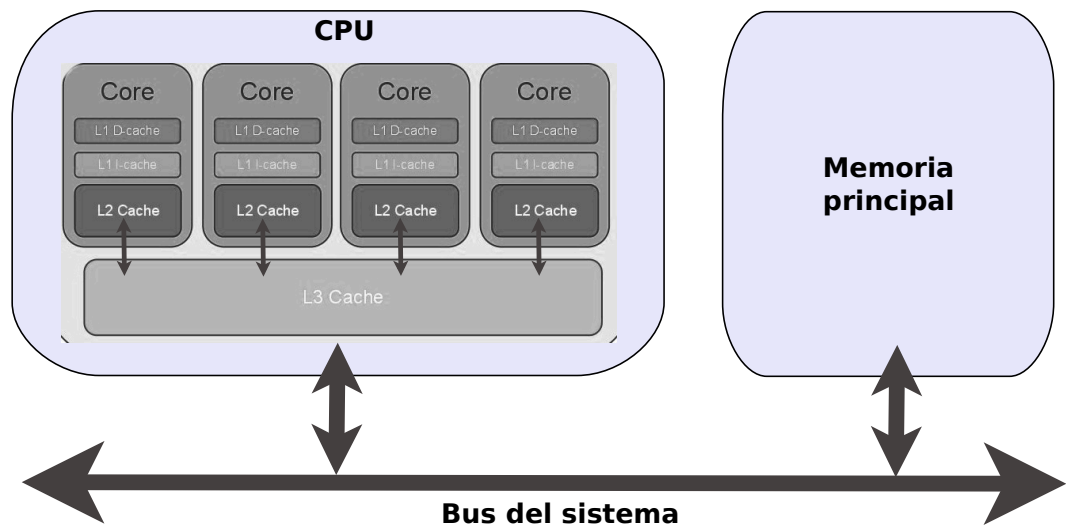 CPU
Core Core Core Core
L1 D-cache L1 D-cache L1 D-cache L1 D-cache
L1 I-cache L1 I-cache L1 I-cache L1 I-cache
L2 Cache L2 Cache L2 Cache L2 Cache
L3 Cache
Memoria
principal
Bus del sistema